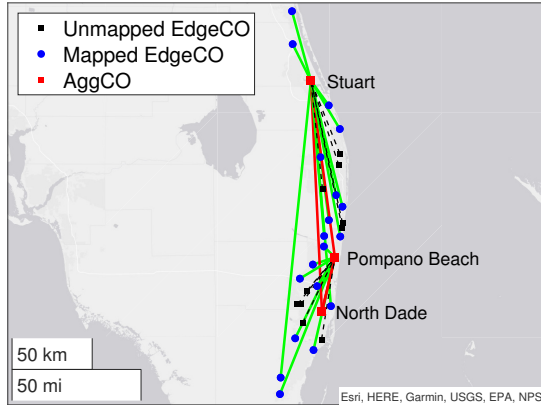 Unmapped EdgeCO
Mapped EdgeCO
AggCO
Stuart
Pompano Beach
North Dade
50 km
50 mi
Esri, HERE, Garmin, USGS, EPA, NPS